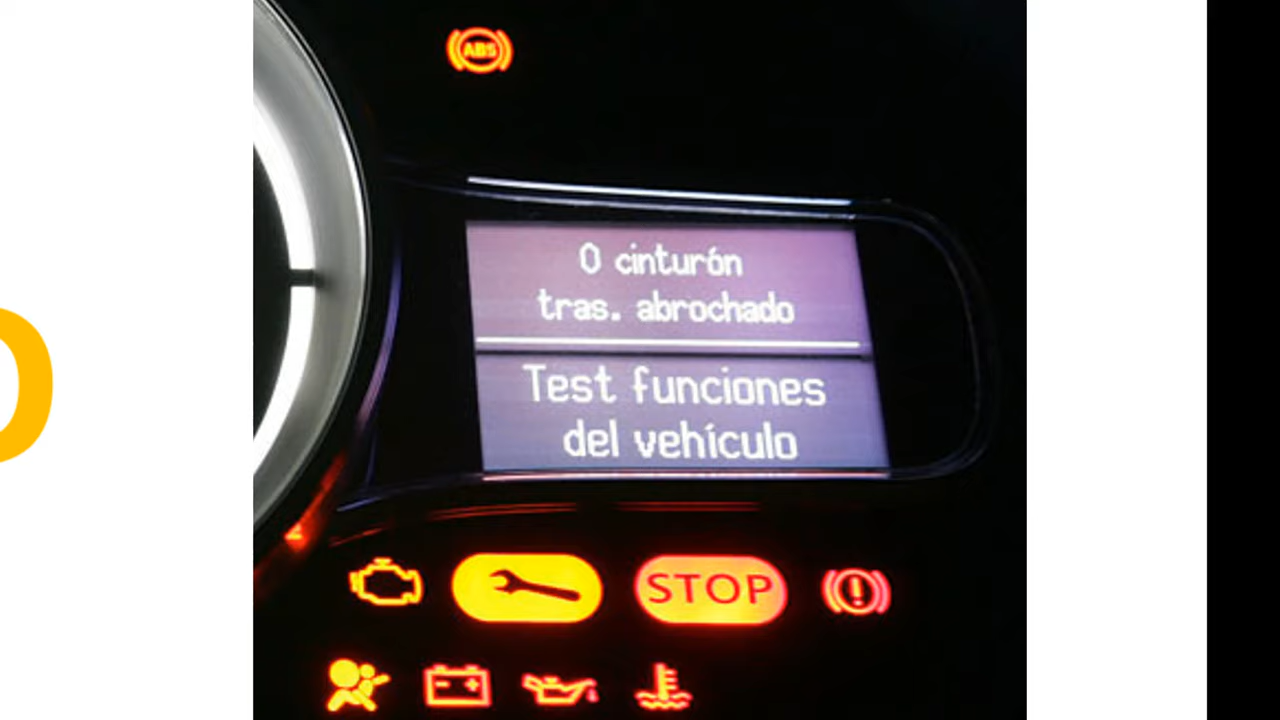 ABS
0 cinturón
tras. abrochado
Test funciones
del vehículo
STOP